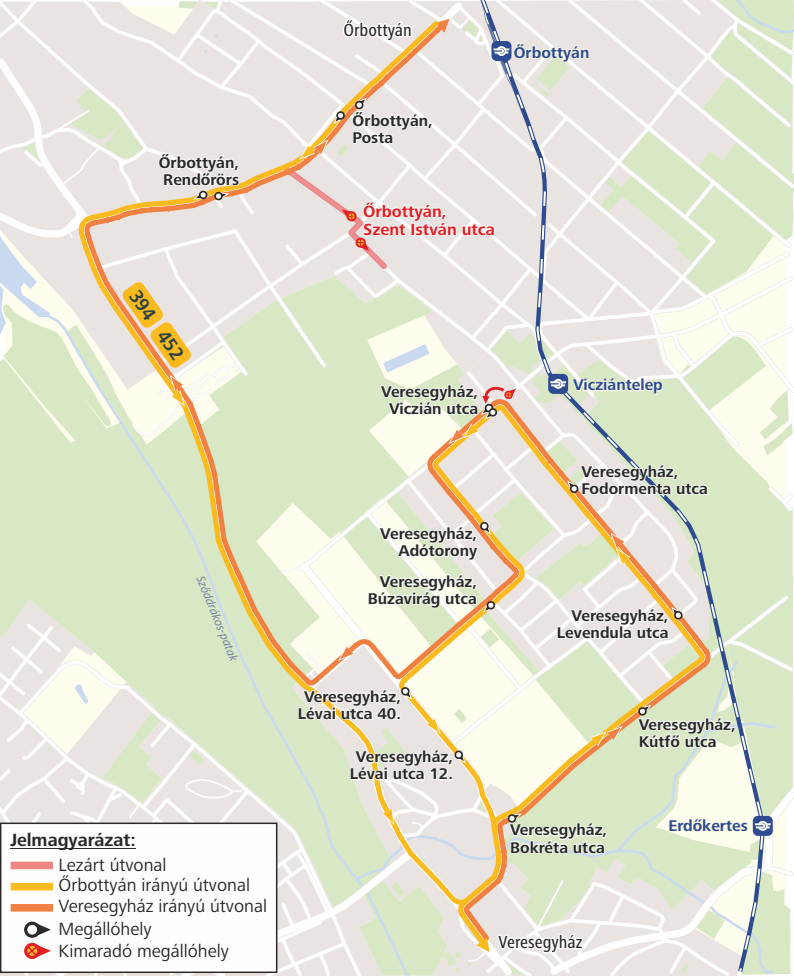 Őrbottyán
Őrbottyán
Őrbottyán,
Posta
Őrbottyán,
Rendőrörs
Őrbottyán,
Szent István utca
394
452
Vicziántelep
Veresegyház,
Viczián utca
Veresegyház,
Fodormenta utca
Veresegyház,
Adótorony
Veresegyház,
Búzavirág utca
Sződdrákos-patak
Veresegyház,
Levendula utca
Veresegyház,
Lévai utca 40.
Veresegyház,
Kútfő utca
Veresegyház,
Lévai utca 12.
Veresegyház,
Bokréta utca
Erdőkertes
Veresegyház
Jelmagyarázat:
Lezárt útvonal
Őrbottyán irányú útvonal
Veresegyház irányú útvonal
Megállóhely
Kimaradó megállóhely